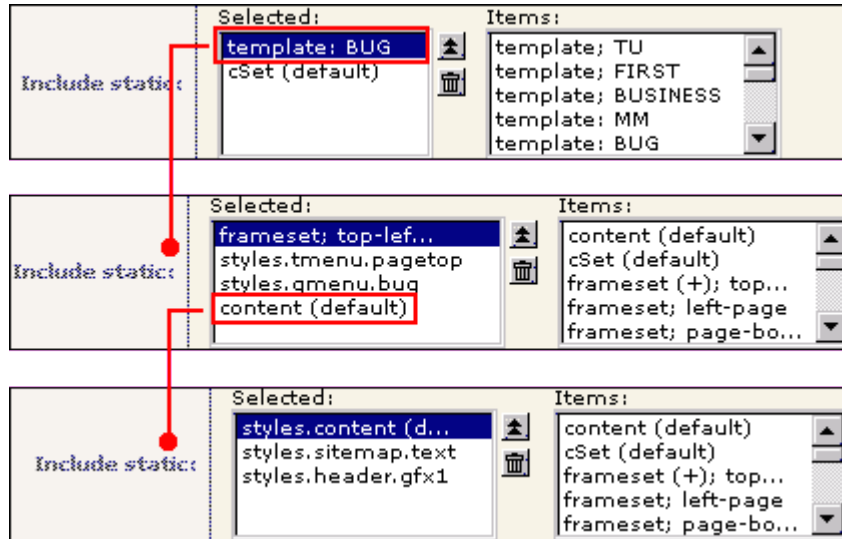 Selected: Items:
template: BUG template; TU
cSet (default) template; FIRST
Include static: template; BUSINESS
template: MM
template: BUG
Selected: Items:
frameset; top-lef... content (default)
styles.tmenu.pagetop cSet (default)
Include static: styles.gmenu.bug frameset (+); top...
content (default) frameset; left-page
frameset; page-bo...
Selected: Items:
styles.content (d... content (default)
styles.sitemap.text cSet (default)
Include static: styles.header.gfx1 frameset (+); top...
frameset; left-page
frameset; page-bo...